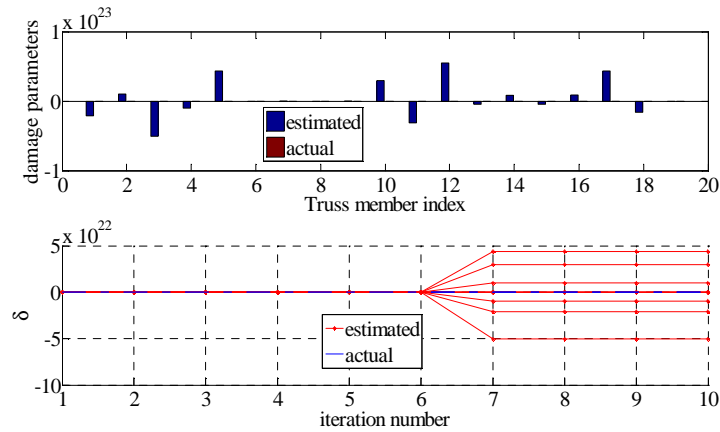 x 10^23
1
0
-1
damage parameters
estimated
actual
0 2 4 6 8 10 12 14 16 18 20
Truss member index
x 10^22
5
0
-5
-10
δ
estimated
actual
1 2 3 4 5 6 7 8 9 10
iteration number